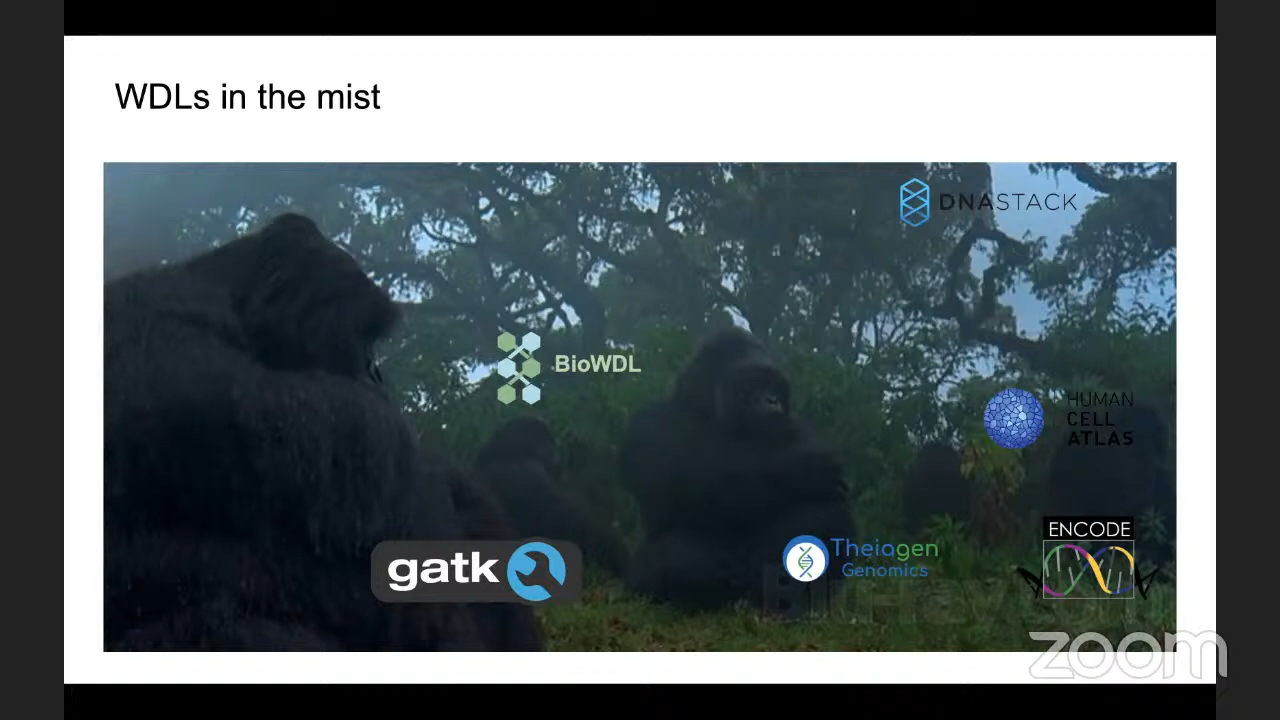 WDLs in the mist
DNASTACK
BioWDL
HUMAN
CELL
ATLAS
gatk
Theiagen
Genomics
ENCODE
zoom